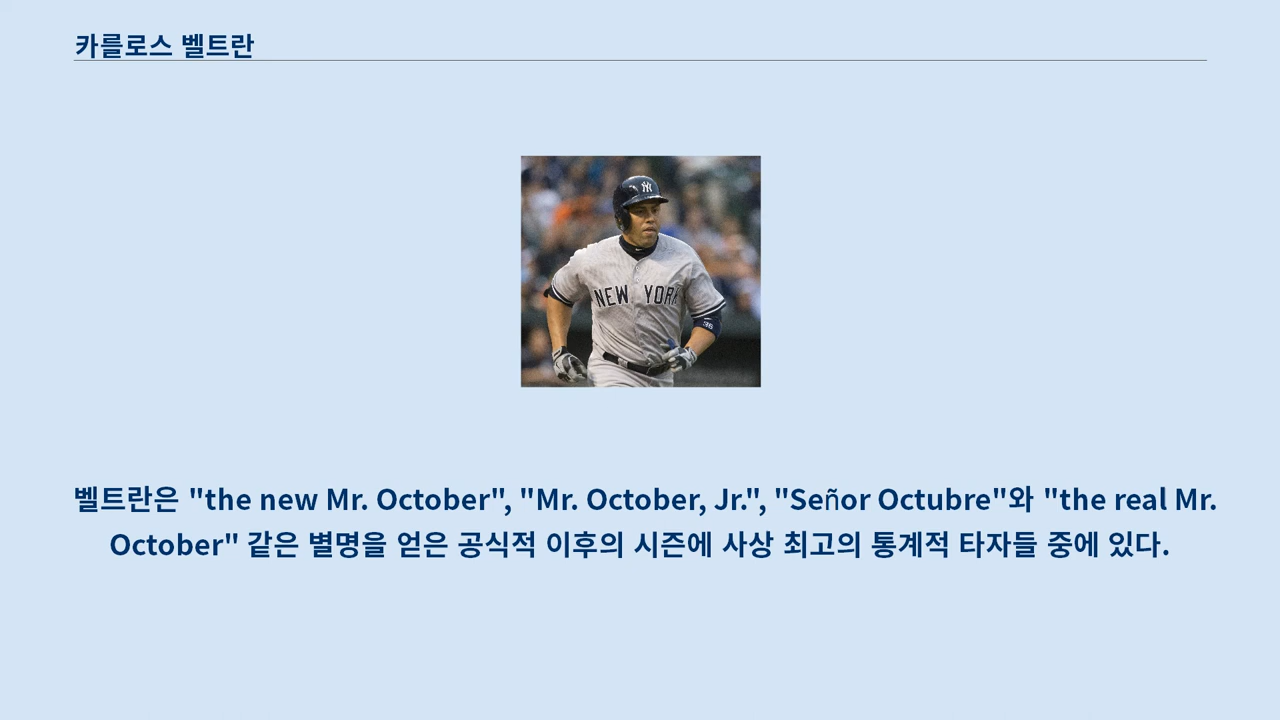 카를로스 벨트란
NEW YORK
36
벨트란은 "the new Mr. October", "Mr. October, Jr.", "Señor Octubre"와 "the real Mr.
October" 같은 별명을 얻은 공식적 이후의 시즌에 사상 최고의 통계적 타자들 중에 있다.